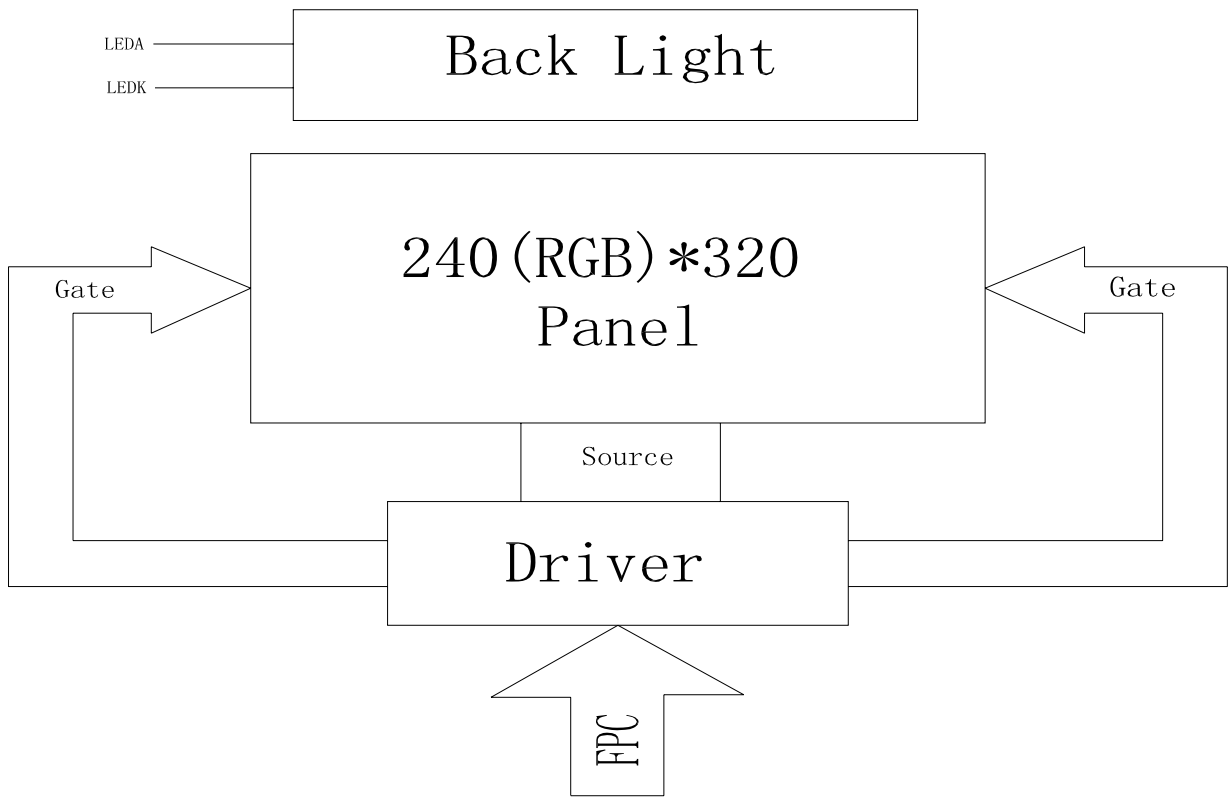 LEDA
LEDK
Back Light
240(RGB)*320
Panel
Gate
Gate
Source
Driver
FPC